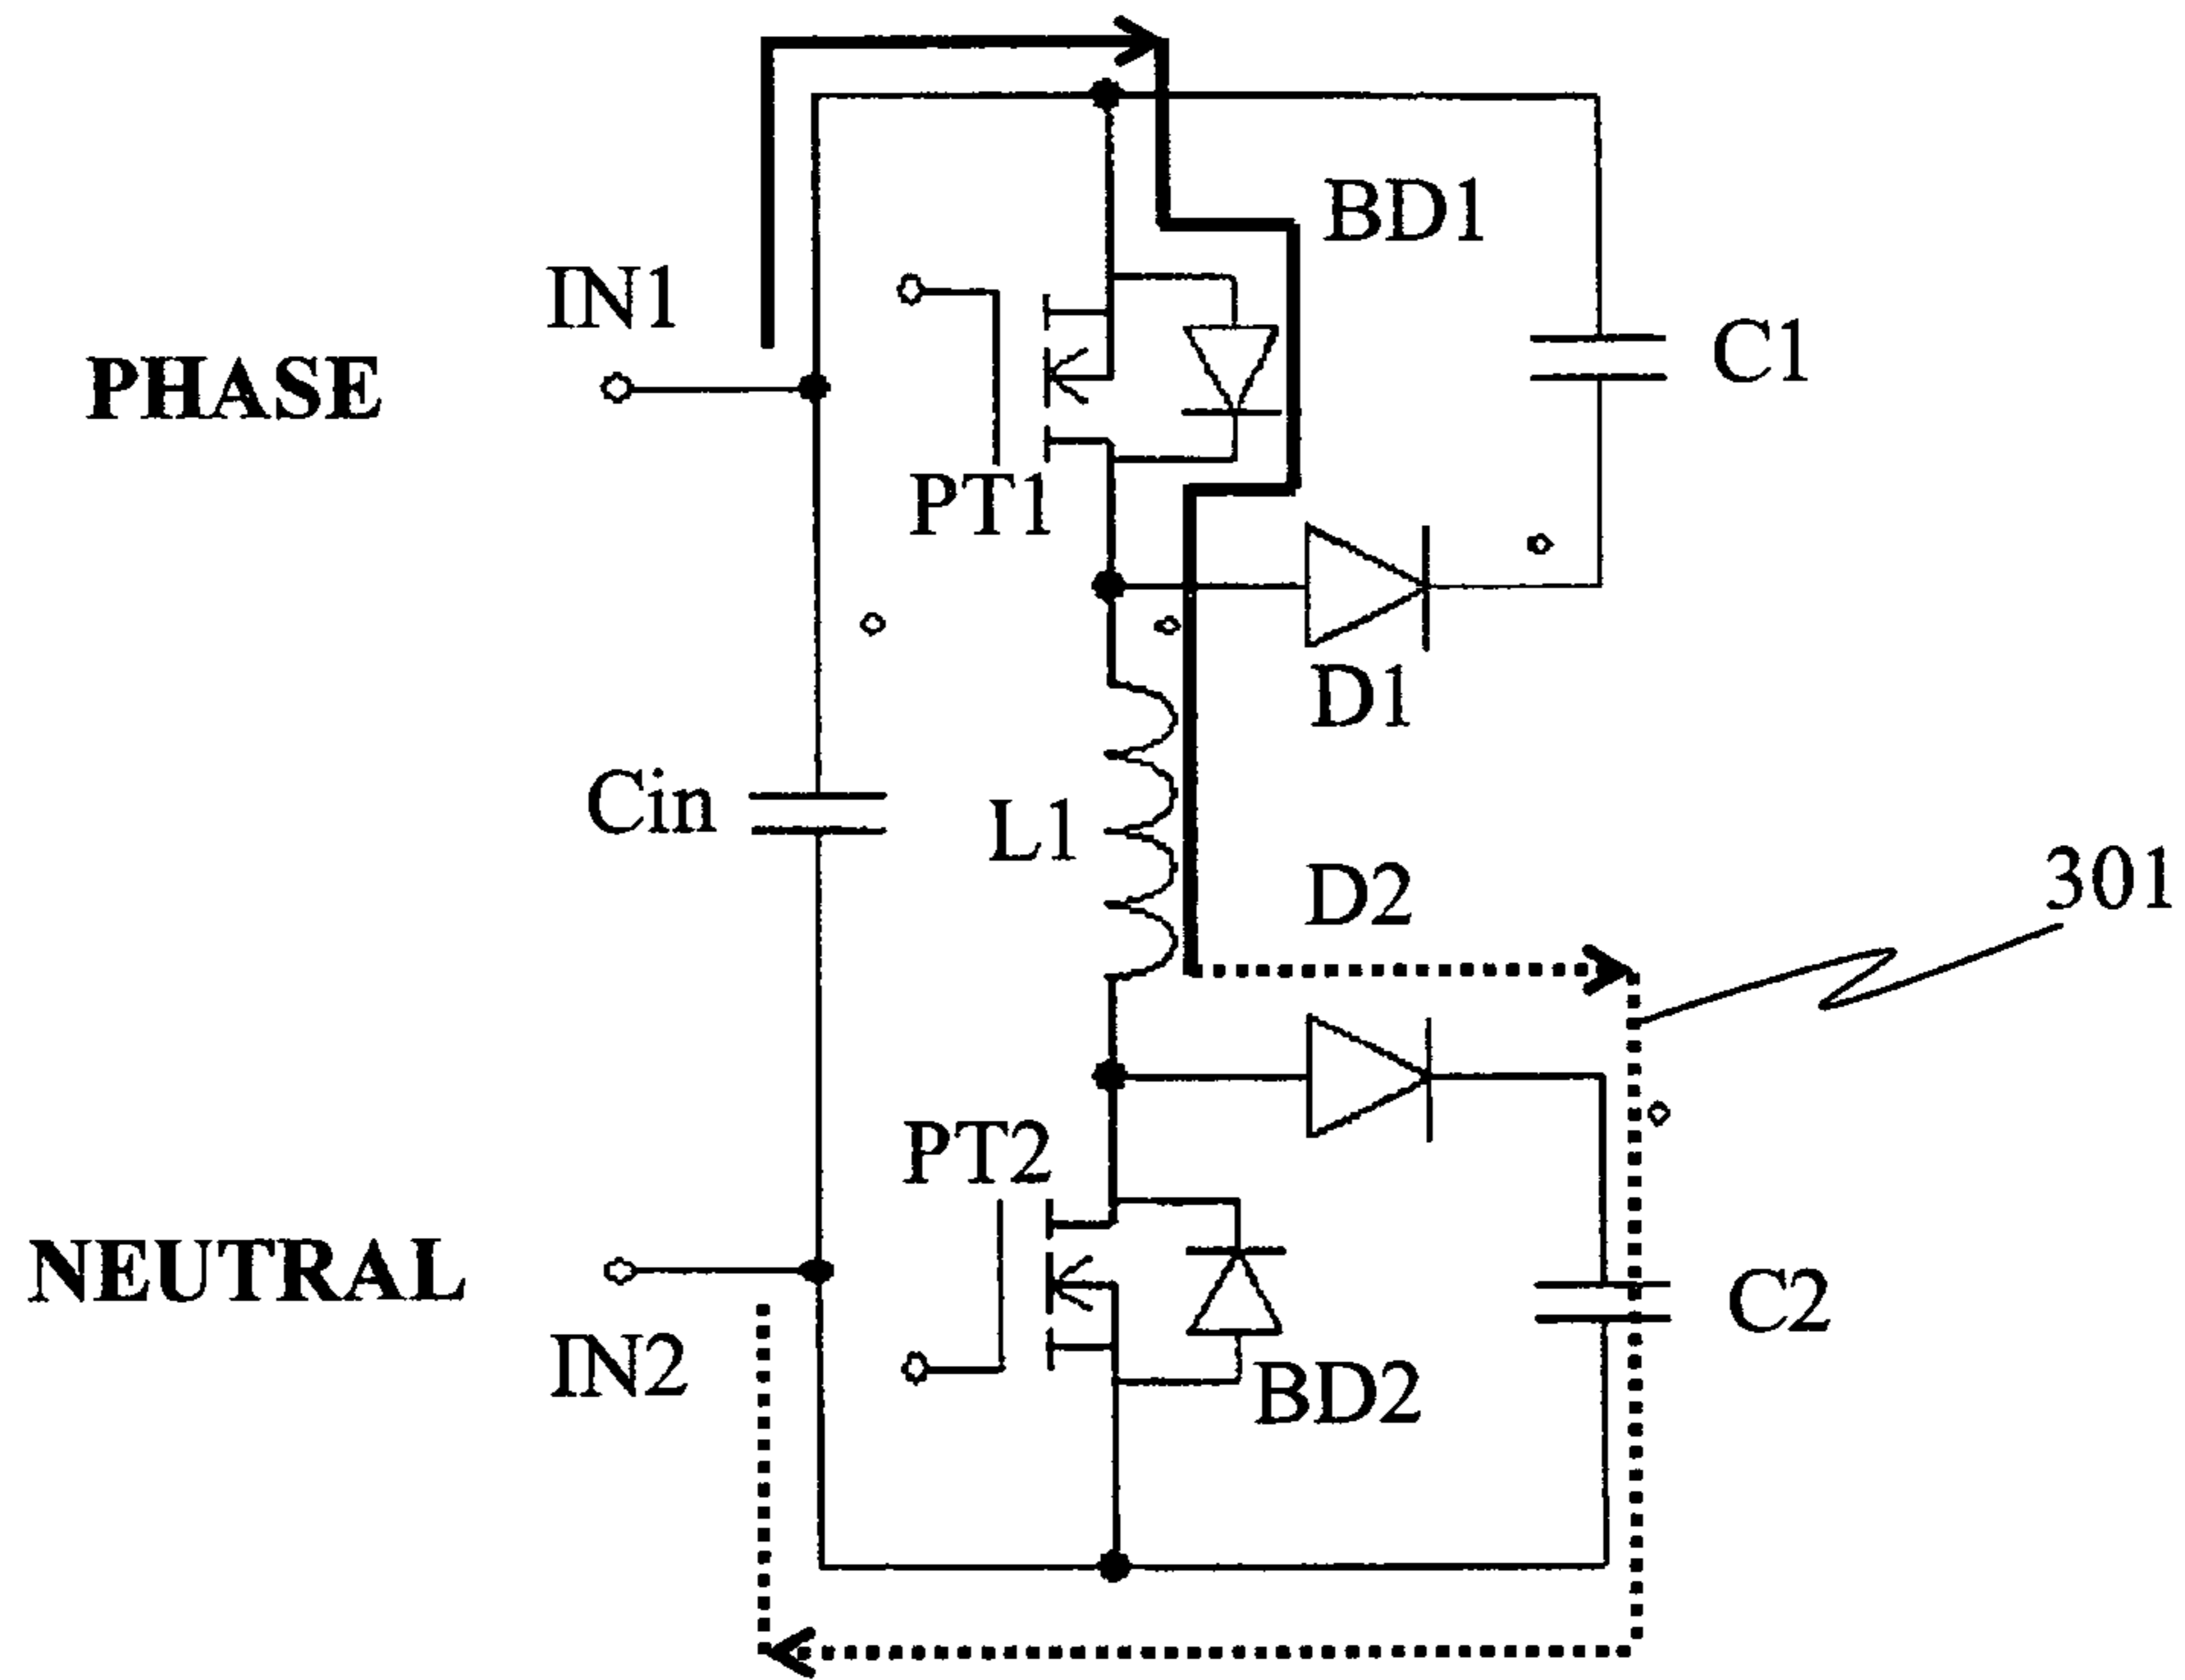 BD1
IN1
PHASE
C1
PT1
D1
Cin
L1
D2
301
PT2
NEUTRAL
IN2
C2
BD2